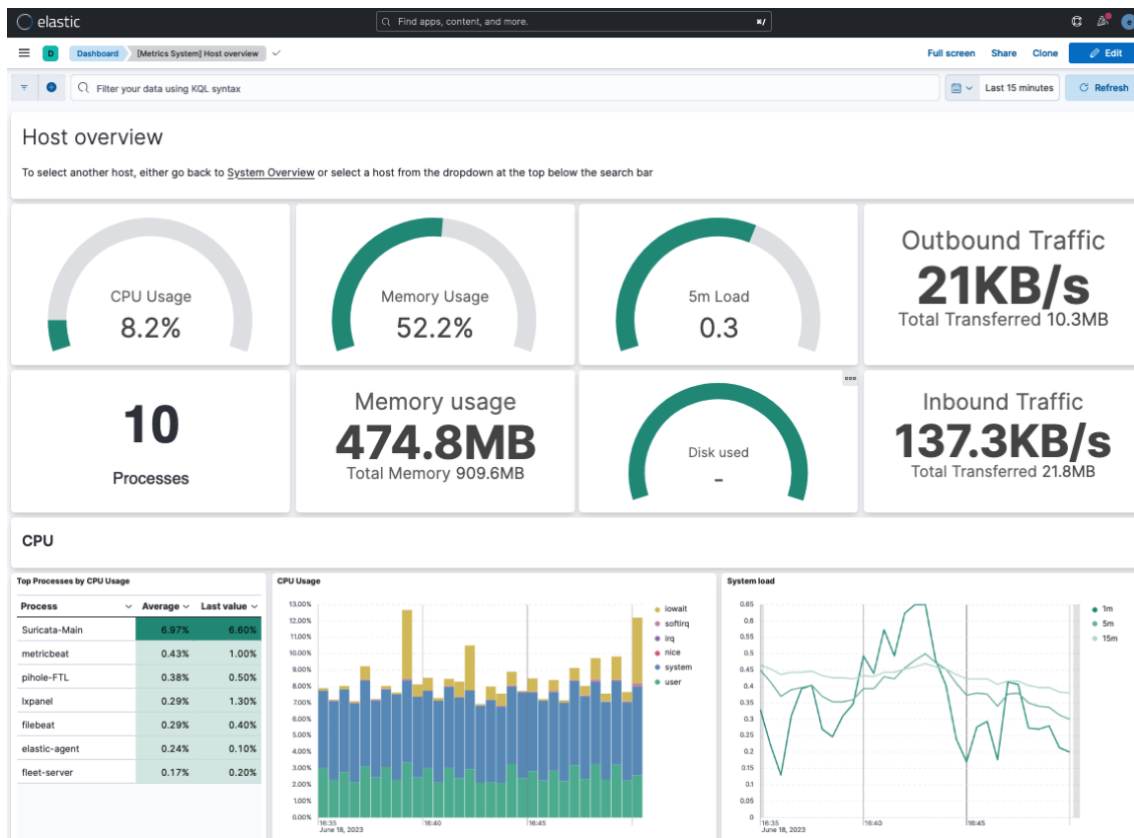 elastic
Find apps, content, and more.
⌘/
e
D
Dashboard
[Metrics System] Host overview
Full screen
Share
Clone
Edit
Filter your data using KQL syntax
Last 15 minutes
Refresh
Host overview
To select another host, either go back to System Overview or select a host from the dropdown at the top below the search bar
CPU Usage
8.2%
Memory Usage
52.2%
5m Load
0.3
Outbound Traffic
21KB/s
Total Transferred 10.3MB
10
Processes
Memory usage
474.8MB
Total Memory 909.6MB
Disk used
-
Inbound Traffic
137.3KB/s
Total Transferred 21.8MB
CPU
Top Processes by CPU Usage
Process Average Last value
Suricata-Main 6.97% 6.60%
metricbeat 0.43% 1.00%
pihole-FTL 0.38% 0.50%
lxpanel 0.29% 1.30%
filebeat 0.29% 0.40%
elastic-agent 0.24% 0.10%
fleet-server 0.17% 0.20%
CPU Usage
13.00%
12.00%
11.00%
10.00%
9.00%
8.00%
7.00%
6.00%
5.00%
4.00%
3.00%
2.00%
1.00%
0.00%
16:35
June 18, 2023
16:40
16:45
iowait
softirq
irq
nice
system
user
System load
0.65
0.6
0.55
0.5
0.45
0.4
0.35
0.3
0.25
0.2
0.15
0.1
0.05
0
16:35
June 18, 2023
16:40
16:45
1m
5m
15m